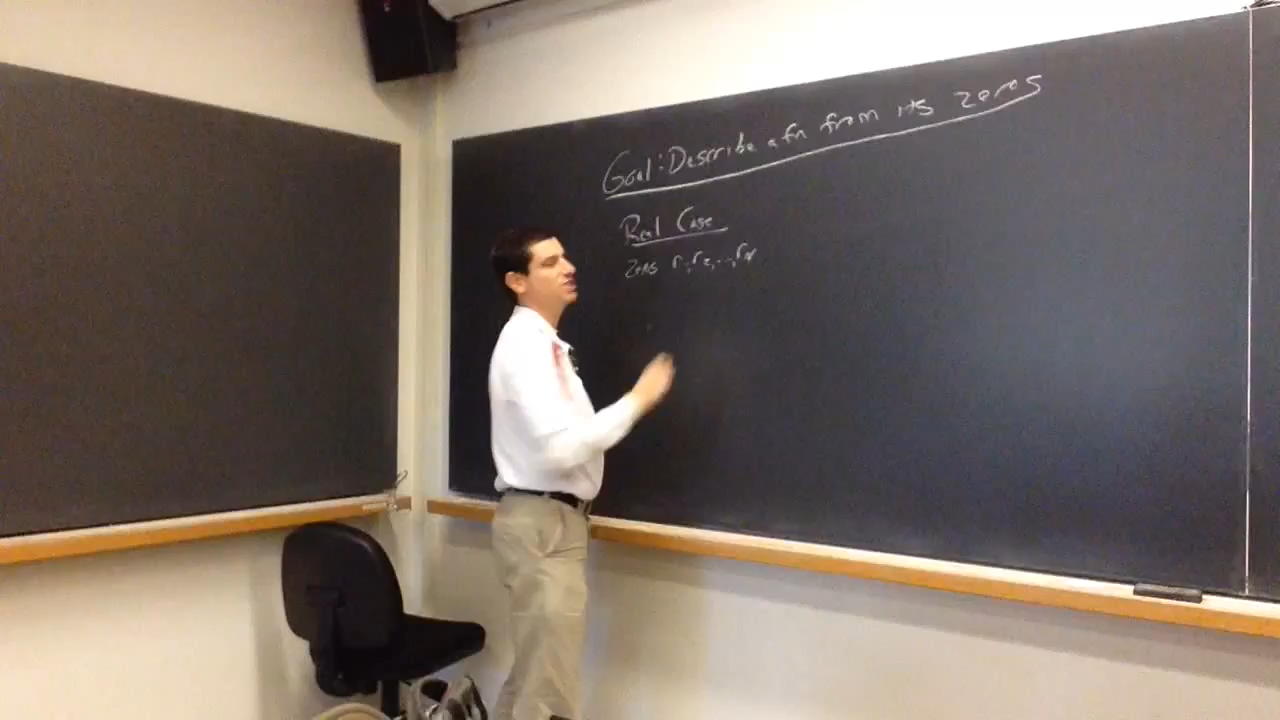 Goal: Describe a fn from its zeros
Real Case
Zeros r₁, r₂, ..., rₙ